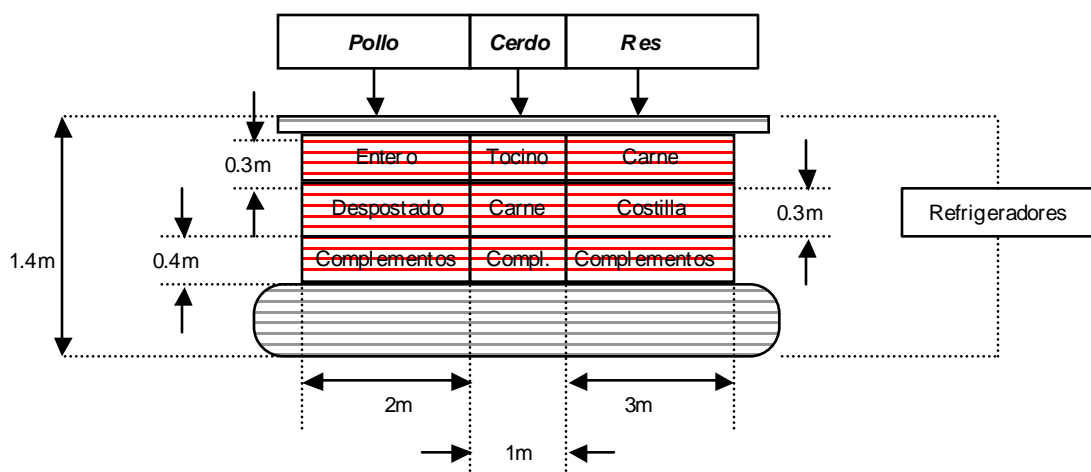 Pollo Cerdo Res
Entero Tocino Carne
0.3m
Despostado Carne Costilla
0.3m
Refrigeradores
Complementos Compl. Complementos
1.4m
0.4m
2m
3m
1m